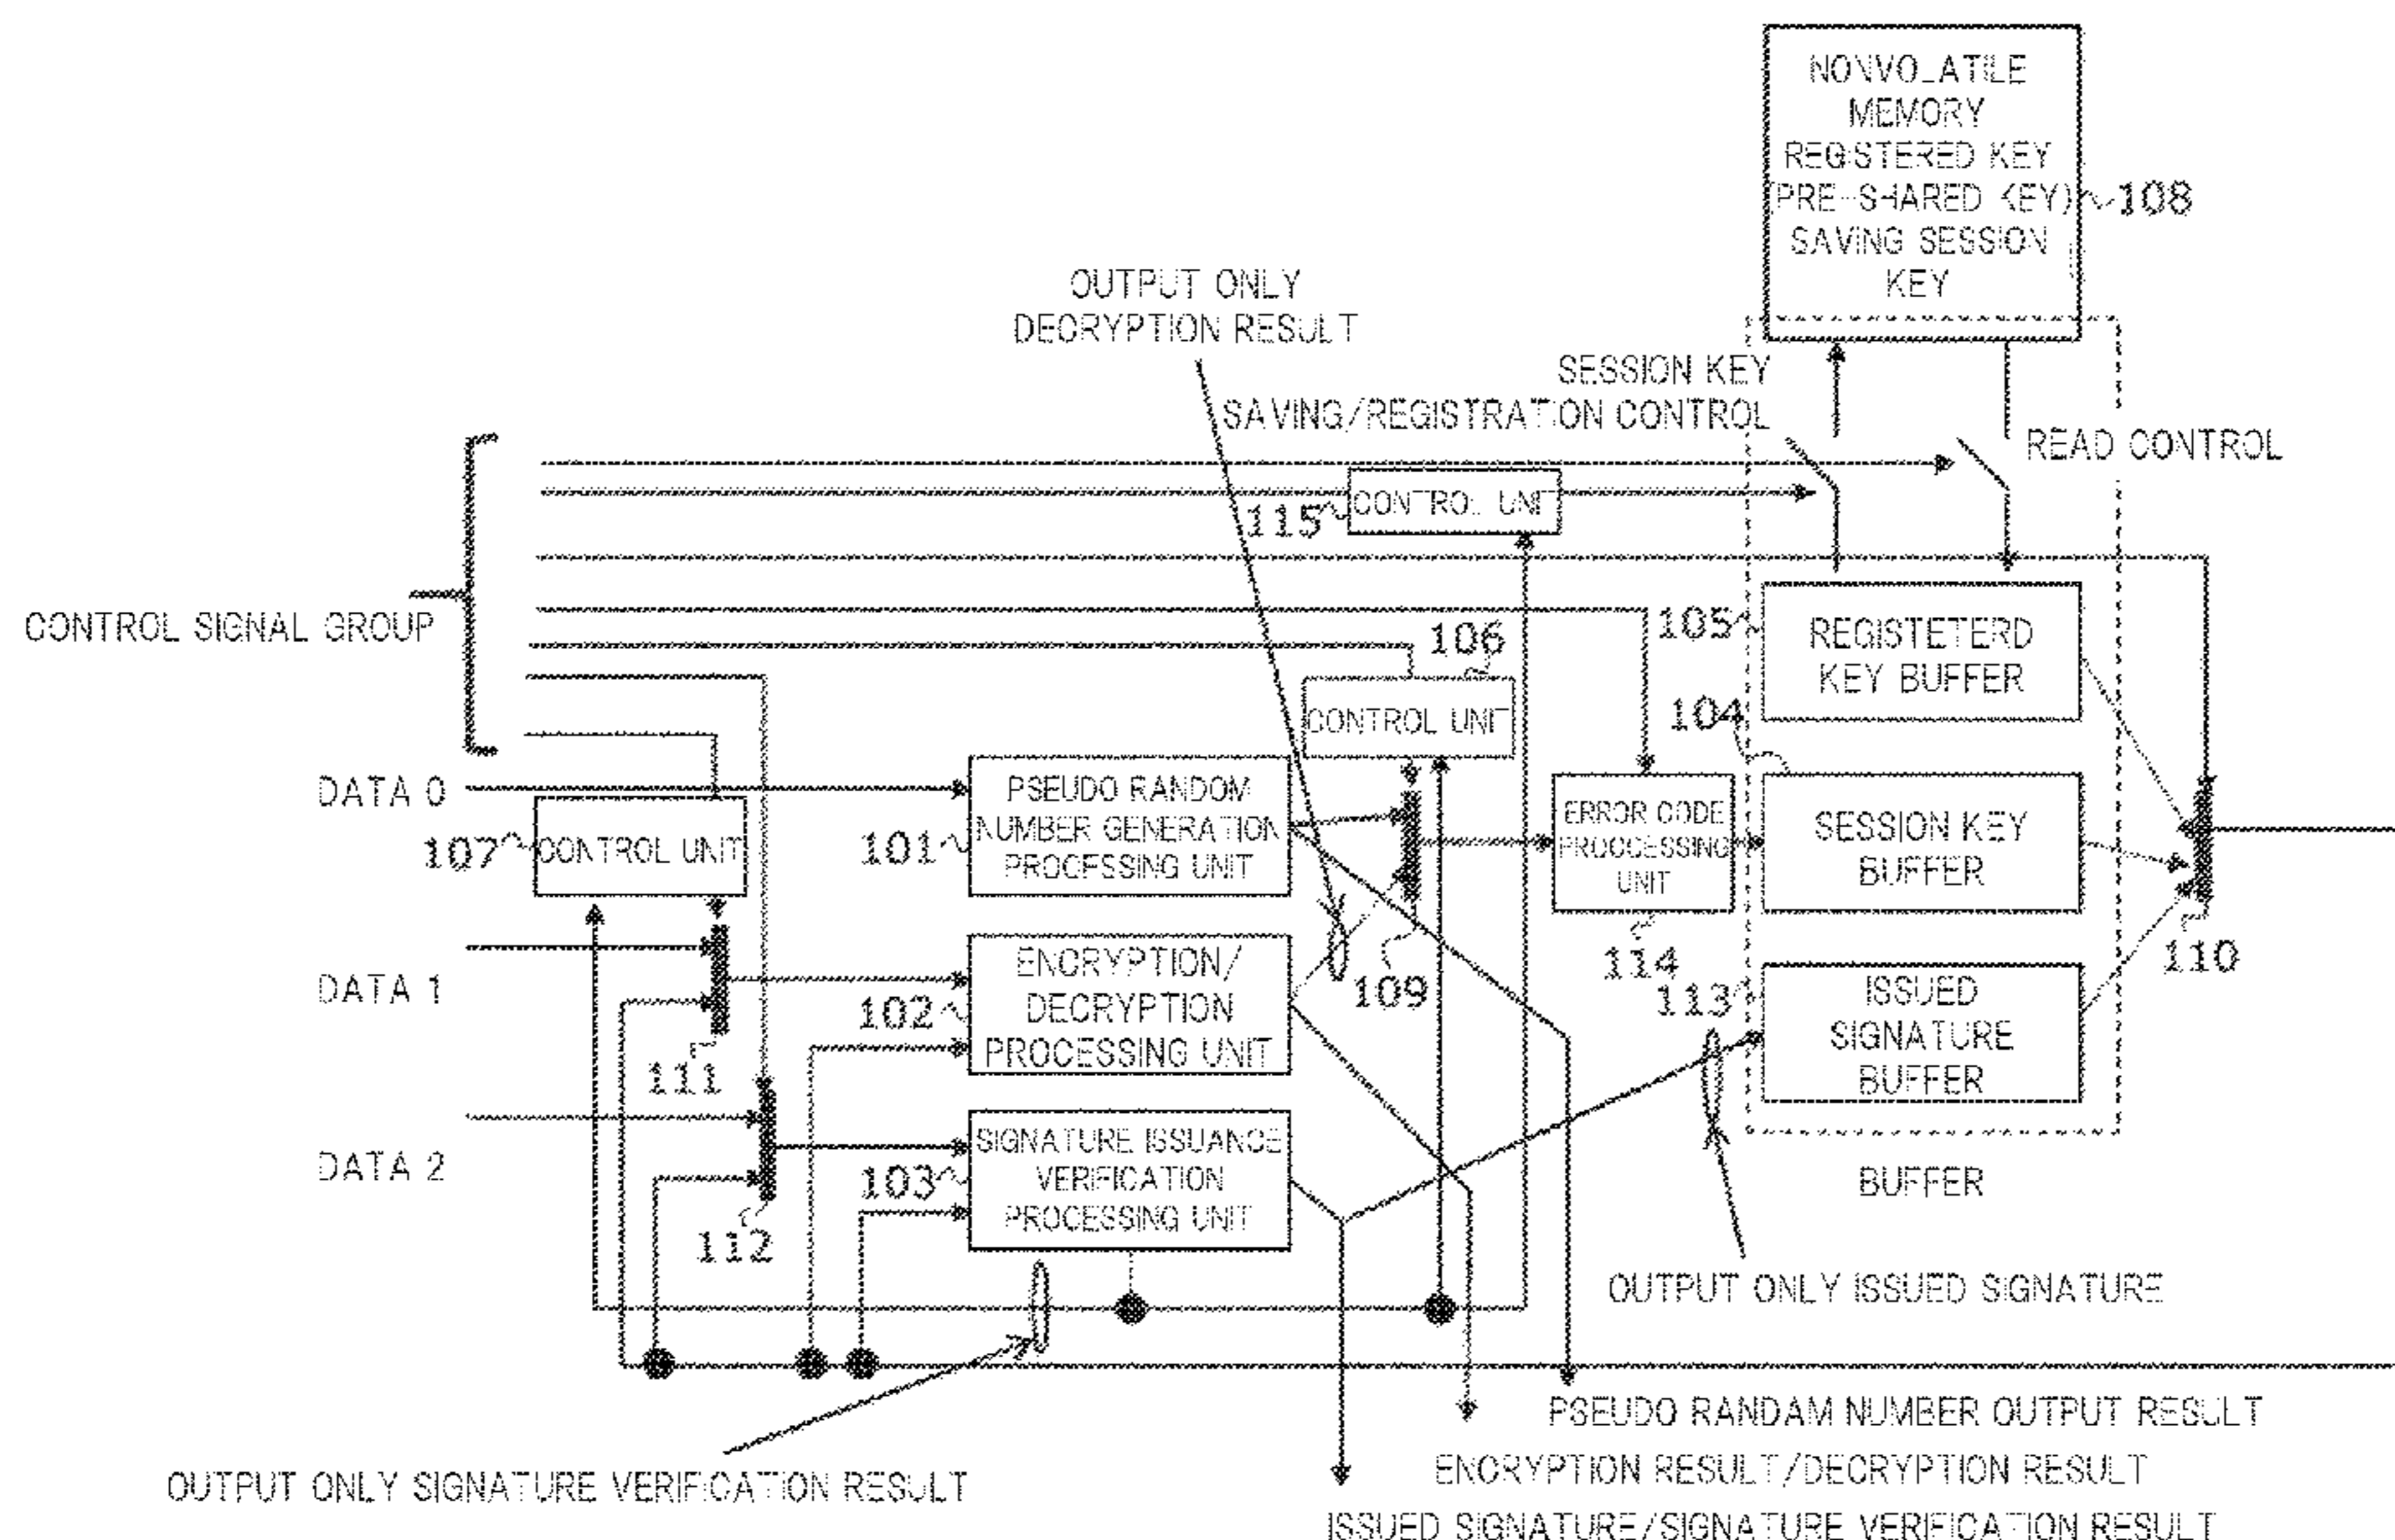 NONVOLATILE
MEMORY
REGISTERED KEY
(PRE-SHARED KEY)
SAVING SESSION
KEY
108
OUTPUT ONLY
DECRYPTION RESULT
SESSION KEY
SAVING/REGISTRATION CONTROL
READ CONTROL
CONTROL UNIT
115
CONTROL SIGNAL GROUP
105
REGISTETERD
KEY BUFFER
106
CONTROL UNIT
104
DATA 0
107
CONTROL UNIT
101
PSEUDO RANDOM
NUMBER GENERATION
PROCESSING UNIT
ERROR CODE
PROOCESSING
UNIT
114
SESSION KEY
BUFFER
110
DATA 1
111
102
ENCRYPTION/
DECRYPTION
PROCESSING UNIT
109
113
ISSUED
SIGNATURE
BUFFER
DATA 2
112
103
SIGNATURE ISSUANCE
VERIFICATION
PROCESSING UNIT
BUFFER
OUTPUT ONLY ISSUED SIGNATURE
OUTPUT ONLY SIGNATURE VERIFICATION RESULT
PSEUDO RANDAM NUMBER OUTPUT RESULT
ENCRYPTION RESULT/DECRYPTION RESULT
ISSUED SIGNATURE/SIGNATURE VERIFICATION RESULT